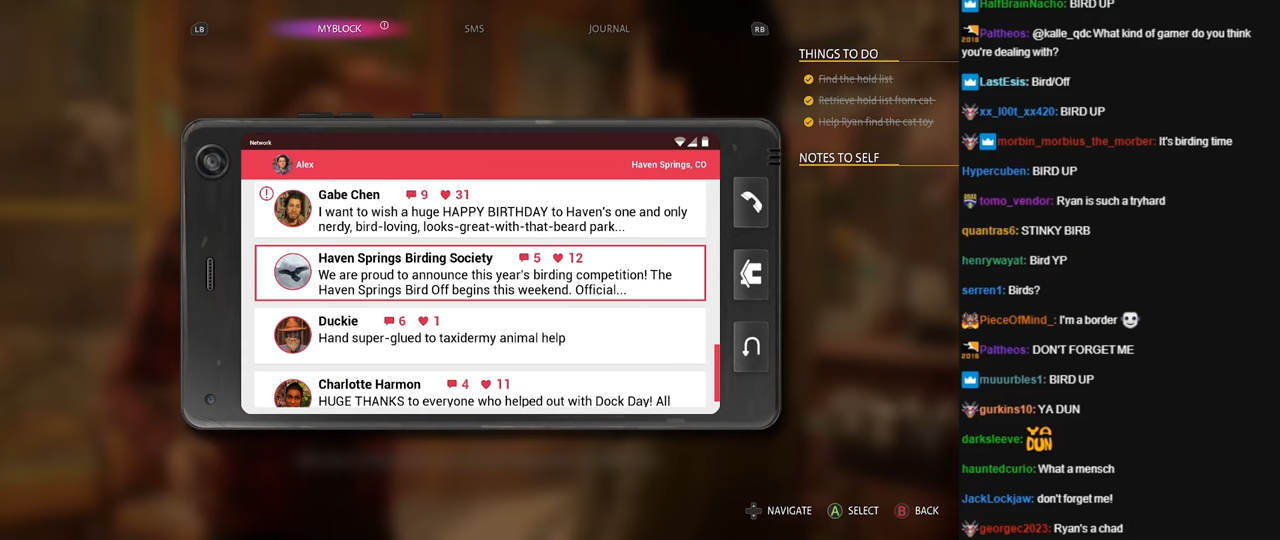 LB
MYBLOCK
SMS
JOURNAL
RB
THINGS TO DO
Find the hold list
Retrieve hold list from cat
Help Ryan find the cat toy
NOTES TO SELF
Network
Alex
Haven Springs, CO
Gabe Chen 9 31
I want to wish a huge HAPPY BIRTHDAY to Haven's one and only
nerdy, bird-loving, looks-great-with-that-beard park...
Haven Springs Birding Society 5 12
We are proud to announce this year's birding competition! The
Haven Springs Bird Off begins this weekend. Official...
Duckie 6 1
Hand super-glued to taxidermy animal help
Charlotte Harmon 4 11
HUGE THANKS to everyone who helped out with Dock Day! All
NAVIGATE
A SELECT
B BACK
HalfBrainNacho: BIRD UP
Paltheos: @kalle_qdc What kind of gamer do you think
you're dealing with?
LastEsis: Bird/Off
xx_l00t_xx420: BIRD UP
morbin_morbius_the_morber: It's birding time
Hypercuben: BIRD UP
tomo_vendor: Ryan is such a tryhard
quantras6: STINKY BIRB
henrywayat: Bird YP
serren1: Birds?
PieceOfMind_: I'm a border
Paltheos: DON'T FORGET ME
muuurbles1: BIRD UP
gurkins10: YA DUN
darksleeve: YA DUN
hauntedcurio: What a mensch
JackLockjaw: don't forget me!
georgec2023: Ryan's a chad